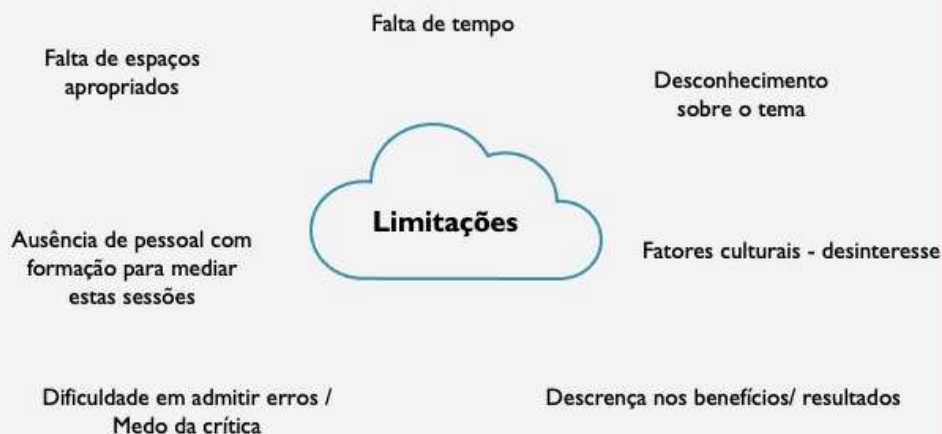 Falta de tempo
Falta de espaços
apropriados
Desconhecimento
sobre o tema
Limitações
Ausência de pessoal com
formação para mediar
estas sessões
Fatores culturais - desinteresse
Dificuldade em admitir erros /
Medo da crítica
Descrença nos benefícios/ resultados